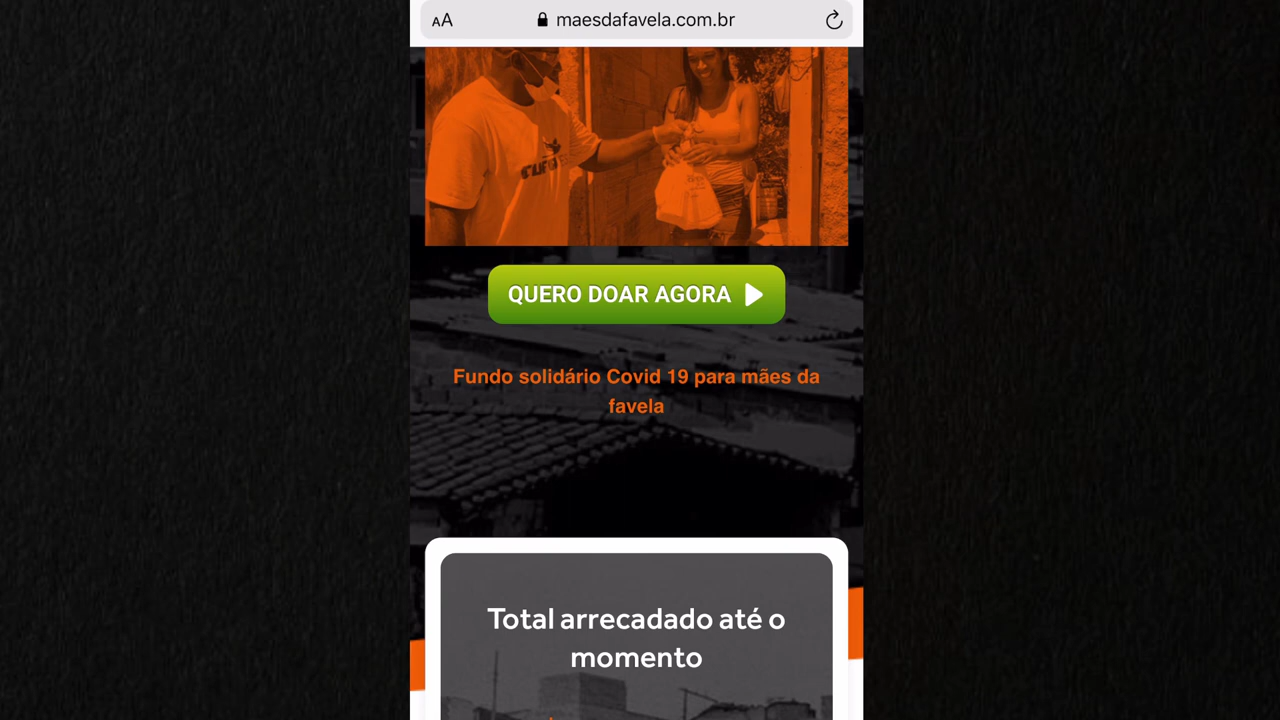 AA
maesdafavela.com.br
CUFA
QUERO DOAR AGORA
Fundo solidário Covid 19 para mães da
favela
Total arrecadado até o
momento